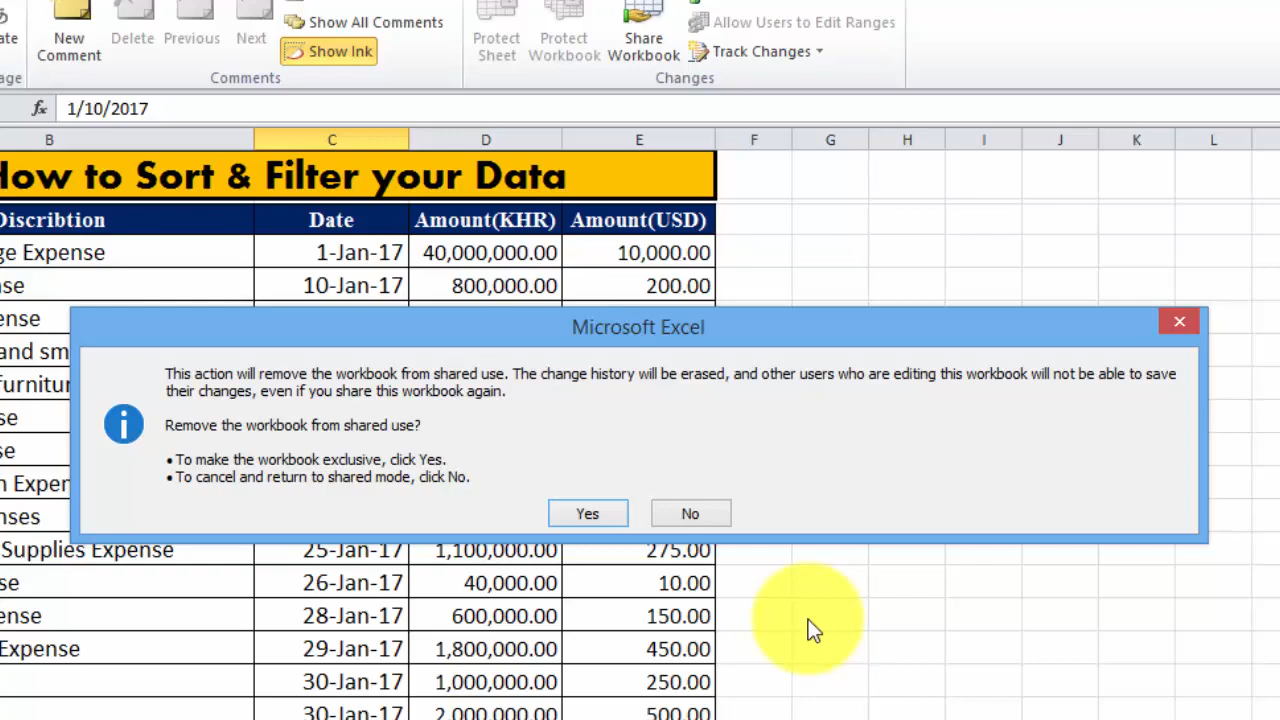 ate New Comment Delete Previous Next Show All Comments Show Ink Protect Sheet Protect Workbook Share Workbook Allow Users to Edit Ranges Track Changes
age Comments Changes
fx 1/10/2017
B C D E F G H I J K L
How to Sort & Filter your Data
Discribtion Date Amount(KHR) Amount(USD)
ge Expense 1-Jan-17 40,000,000.00 10,000.00
nse 10-Jan-17 800,000.00 200.00
ense
and sm
furnitur
se
se
n Expen
nses
Microsoft Excel
This action will remove the workbook from shared use. The change history will be erased, and other users who are editing this workbook will not be able to save
their changes, even if you share this workbook again.
Remove the workbook from shared use?
• To make the workbook exclusive, click Yes.
• To cancel and return to shared mode, click No.
Yes No
Supplies Expense 25-Jan-17 1,100,000.00 275.00
se 26-Jan-17 40,000.00 10.00
ense 28-Jan-17 600,000.00 150.00
Expense 29-Jan-17 1,800,000.00 450.00
30-Jan-17 1,000,000.00 250.00
30-Jan-17 2,000,000.00 500.00